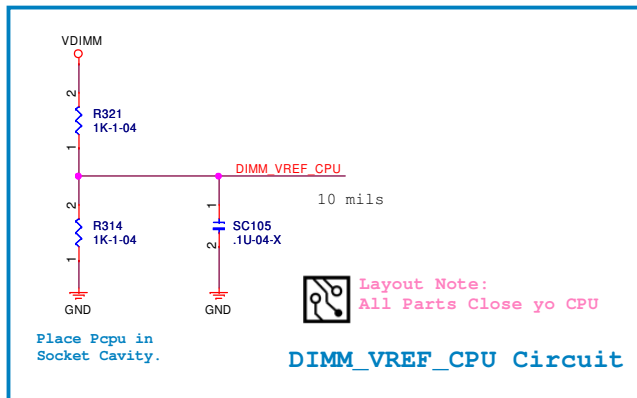 VDIMM
2
R321
1K-1-04
1
DIMM_VREF_CPU
10 mils
2
R314
1K-1-04
1
1
SC105
.1U-04-X
2
GND
GND
Layout Note:
All Parts Close yo CPU
Place Pcpu in
Socket Cavity.
DIMM_VREF_CPU Circuit